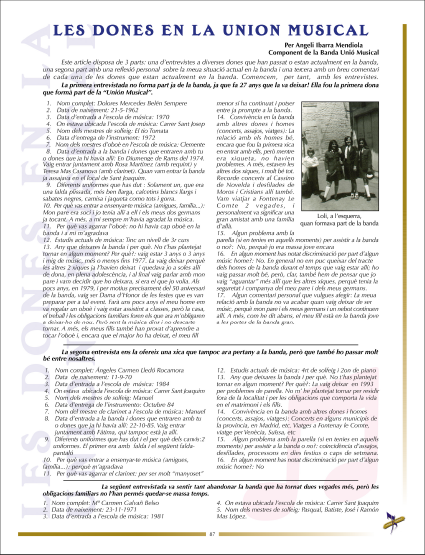 LES DONES EN LA UNION MUSICAL
Per Angeli Ibarra Mendiola
Component de la Banda Unió Musical
Este article disposa de 3 parts: una d'entrevistes a diverses dones que han passat o estan actualment en la banda,
una segona part amb una reflexió personal sobre la meua situació actual en la banda i una tercera amb un breu comentari
de cada una de les dones que estan actualment en la banda. Comencem, per tant, amb les entrevistes.
La primera entrevistada no forma part ja de la banda, ja que fa 27 anys que la va deixar! Ella fou la primera dona
que formà part de la "Unión Musical".
1. Nom complet: Dolores Mercedes Belén Sempere
2. Data de naixement: 21-5-1962
3. Data d'entrada a l'escola de música: 1970
4. On estava ubicada l'escola de música: Carrer Sant Josep
5. Nom dels mestres de solfeig: El tio Tomata
6. Data d'entrega de l'instrument: 1972
7. Nom dels mestres d'oboè en l'escola de música: Clemente
8. Data d'entrada a la banda i dones que entraren amb tu
o dones que ja hi havia allí: En Diumenge de Rams del 1974.
Vaig entrar juntament amb Rosa Martínez (amb requint) y
Teresa Mas Casanova (amb clarinet). Quan vam entrar la banda
ja assajava en el local de Sant Joaquim.
9. Diferents uniformes que has dut: Solament un, que era
una falda plisada, més ben llarga, calcetins blancs llargs i
sabates negres, camisa i jaqueta como tots i gorra.
10. Per què vas entrar a ensenyar-te música (amigues, família...):
Mon pare era soci i jo tenia allí a ell i els meus dos germans
ja tocant. A més, a mi sempre m'havia agradat la música.
11. Per què vas agarrar l'oboè: no hi havia cap oboè en la
banda i a mi m'agradava
12. Estudis actuals de música: Tinc un nivell de 3r curs
13. Any que deixares la banda i per què. No t'has plantejat
tornar en algun moment? Per què?: vaig estar 3 anys o 3 anys
i mig de músic, més o menys fins 1977. La vaig deixar perquè
les altres 2 xiques ja l'havien deixat i quedava jo a soles allí
de dona, en plena adolescència, i al final vaig parlar amb mon
pare i vam decidir que ho deixara, si era el que jo volia. Als
pocs anys, en 1979, i per motiu precisament del 50 aniversari
de la banda, vaig ser Dama d'Honor de les festes que es van
preparar per a tal event. Farà uns pocs anys el meu home em
va regalar un oboè i vaig estar assistint a classes, però la casa,
el treball i les obligacions familiars foren els que ara m'obligaren
a deixar-ho de nou. Però sent la música dins i no descarte
tornar. A més, els meus fills també han provat d'aprendre a
tocar l'oboè i, encara que el major ho ha deixat, el meu fill
menor sí ha continuat i potser
entre ja prompte a la banda.
14. Convivència en la banda
amb altres dones i homes
(concerts, assajos, viatges): La
relació amb els homes bé,
encara que fou la primera xica
en entrar amb ells, però mentre
era xiqueta, no havien
problemes. A més, estaven les
altres dos xiques, i molt bé tot.
Recorde concerts al Cassino
de Novelda i desfilades de
Moros i Cristians allí també.
Vam viatjar a Fontenay le
Comte 2 vegades, i
personalment va significar una
gran amistat amb una família
d'allà.
15. Algun problema amb la
parella (si en tenies en aquells moments) per assistir a la banda
o no?: No, perquè jo era massa jove encara
16. En algun moment has notat discriminació per part d'algun
músic home?: No. En general no em puc queixar del tracte
dels homes de la banda durant el temps que vaig estar allí; ho
vaig passar molt bé, però, clar, també hem de pensar que jo
vaig "aguantar" més allí que les altres xiques, perquè tenia la
seguretat i companyia del meu pare i dels meus germans.
17. Algun comentari personal que vulgues afegir: La meua
relació amb la banda no va acabar quan vaig deixar de ser
músic, perquè mon pare i els meus germans i un nebot continuen
allí. A més, com he dit abans, el meu fill està en la banda jove
a les portes de la banda gran.
Loli, a l'esquerra,
quan formava part de la banda
La segona entrevista ens la ofereix una xica que tampoc ara pertany a la banda, però que també ho passar molt
bé entre nosaltres.
1. Nom complet: Àngeles Carmen Dedó Rocamora
2. Data de naixement: 11-9-70
3. Data d'entrada a l'escola de música: 1984
4. On estava ubicada l'escola de música: Carrer Sant Joaquim
5. Nom dels mestres de solfeig: Manuel
6. Data d'entrega de l'instrument: Octubre 84
7. Nom del mestre de clarinet a l'escola de música: Manuel
8. Data d'entrada a la banda i dones que entraren amb tu
o dones que ja hi havia allí: 22-10-85. Vaig entrar
juntament amb Fátima, qui tampoc està ja allí.
9. Diferents uniformes que has dut i el per què dels canvis:2
uniformes. El primer era amb falda i el segon amb
pantaló
10. Per què vas entrar a ensenyar-te música (amigues,
família...): perquè m'agradava
11. Per què vas agarrar el clarinet: per ser molt "manyoset"
12. Estudis actuals de música: 4rt de solfeig i 2on de piano
13. Any que deixares la banda i per què. No t'has plantejat
tornar en algun moment? Per què?: La vaig deixar en 1993
per problemes de parella. No m'he plantejat tornar per residir
fora de la localitat i per les obligacions que comporta la vida
en el matrimoni i els fills.
14. Convivència en la banda amb altres dones i homes
(concerts, assajos, viatges): Concerts en alguns municipis de
la província, en Madrid, etc. Viatges a Fontenay le Comte,
viatge per Venècia, Suïssa, etc
15. Algun problema amb la parella (si en tenies en aquells
moments) per assistir a la banda o no?: coincidència d'assajos,
desfilades, processons en dies festius o caps de setmana.
16. En algun moment has notat discriminació per part d'algun
músic home?: No
La següent entrevistada va sentir tant abandonar la banda que ha tornat dues vegades més, però les
obligacions familiars no l'han permés quedar-se massa temps.
1. Nom complet: Mª Carmen Galvañ Belso
2. Data de naixement: 23-11-1971
3. Data d'entrada a l'escola de música: 1981
4. On estava ubicada l'escola de música: Carrer Sant Joaquim
5. Nom dels mestres de solfeig: Pasqual, Batiste, José i Ramón
Mas López.
67